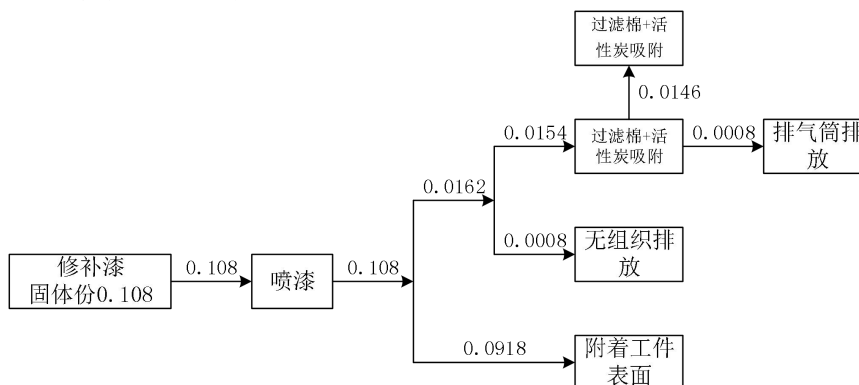 过滤棉+活
性炭吸附
0.0146
0.0154
过滤棉+活
性炭吸附
0.0008
排气筒排
放
0.0162
0.0008
无组织排
放
修补漆
固体份0.108
0.108
喷漆
0.108
0.0918
附着工件
表面